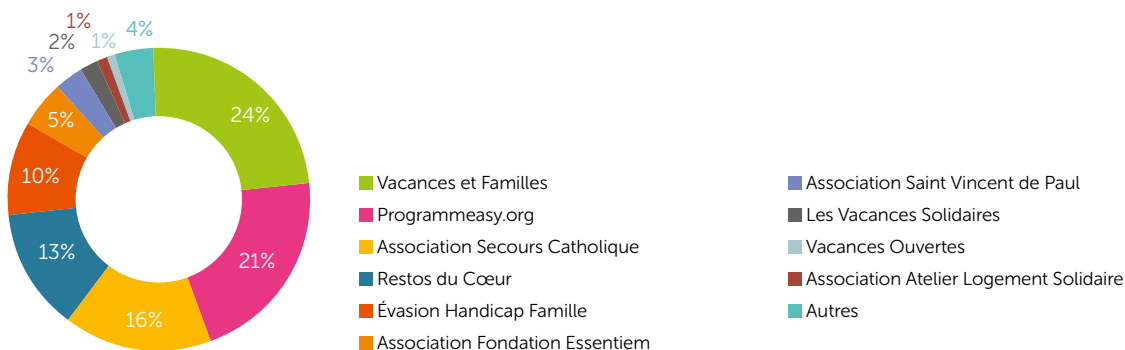 1%
2%
1%
4%
3%
24%
5%
10%
13%
21%
16%
Vacances et Familles
Programmeasy.org
Association Secours Catholique
Restos du Cœur
Évasion Handicap Famille
Association Fondation Essentiem
Association Saint Vincent de Paul
Les Vacances Solidaires
Vacances Ouvertes
Association Atelier Logement Solidaire
Autres